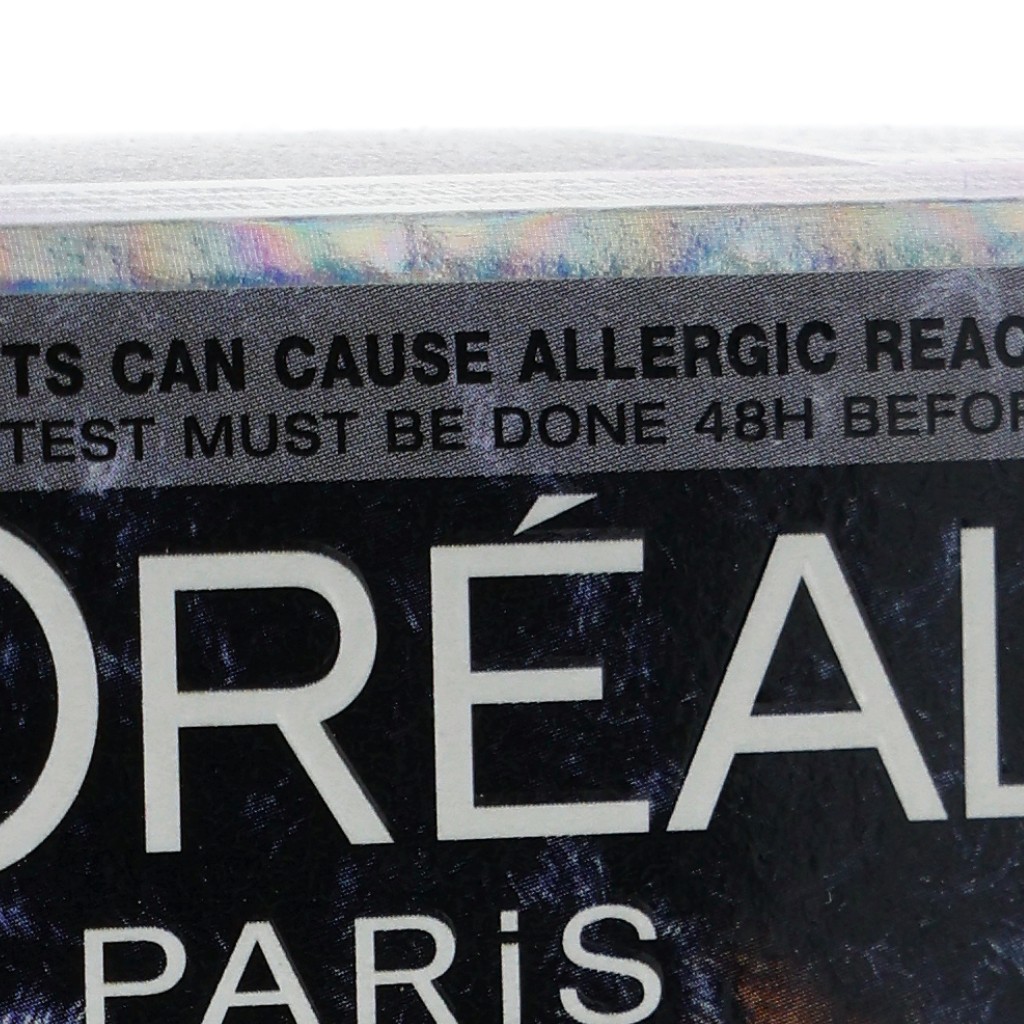 TS CAN CAUSE ALLERGIC REAC
TEST MUST BE DONE 48H BEFOR
ORÉAL
PARiS